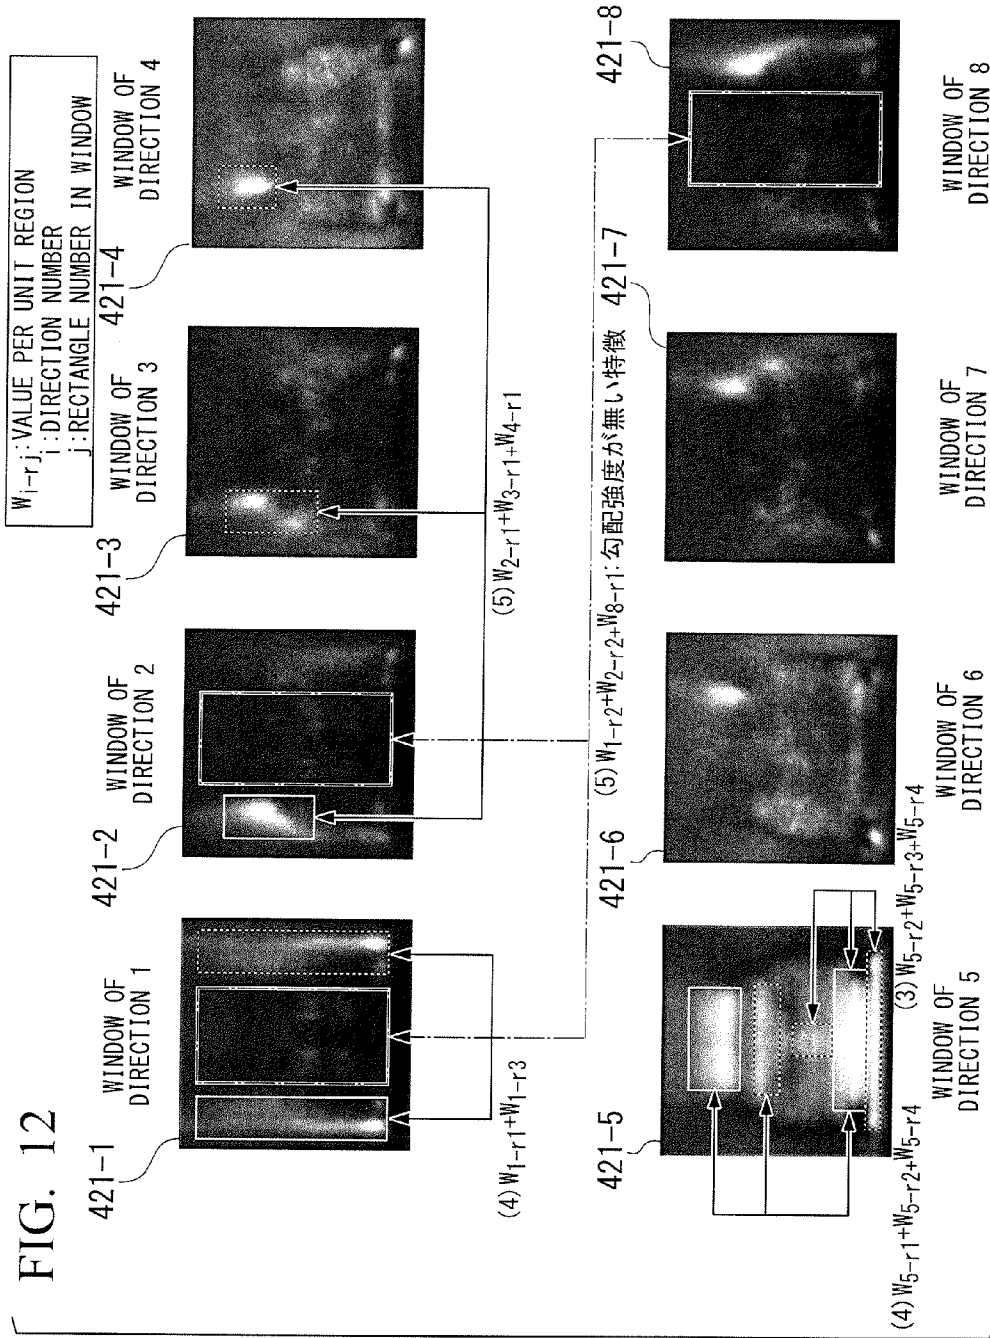 FIG. 12
W i-rj:VALUE PER UNIT REGION
i:DIRECTION NUMBER
j:RECTANGLE NUMBER IN WINDOW
421-1
WINDOW OF
DIRECTION 1
421-2
WINDOW OF
DIRECTION 2
421-3
WINDOW OF
DIRECTION 3
421-4
WINDOW OF
DIRECTION 4
(4) W1-r1+W1-r3
(5) W2-r1+W3-r1+W4-r1
(5) W1-r2+W2-r2+W8-r1:勾配強度が無い特徴
421-5
421-6
421-7
421-8
(4) W5-r1+W5-r2+W5-r4
(3) W5-r2+W5-r3+W5-r4
WINDOW OF
DIRECTION 5
WINDOW OF
DIRECTION 6
WINDOW OF
DIRECTION 7
WINDOW OF
DIRECTION 8